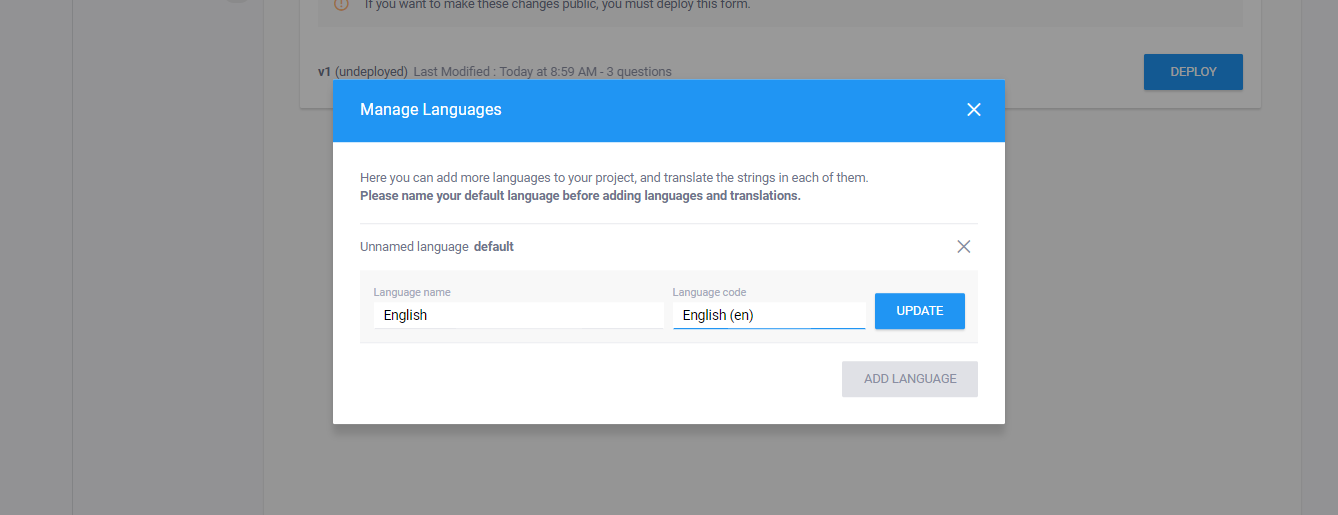 If you want to make these changes public, you must deploy this form.
v1 (undeployed) Last Modified : Today at 8:59 AM - 3 questions
DEPLOY
Manage Languages
Here you can add more languages to your project, and translate the strings in each of them.
Please name your default language before adding languages and translations.
Unnamed language default
Language name Language code
English English (en) UPDATE
ADD LANGUAGE